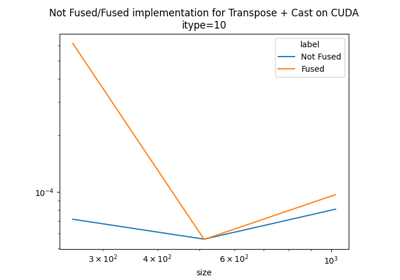 Not Fused/Fused implementation for Transpose + Cast on CUDA
itype=10
label
Not Fused
Fused
10⁻⁴
3 × 10² 4 × 10² 6 × 10² 10³
size